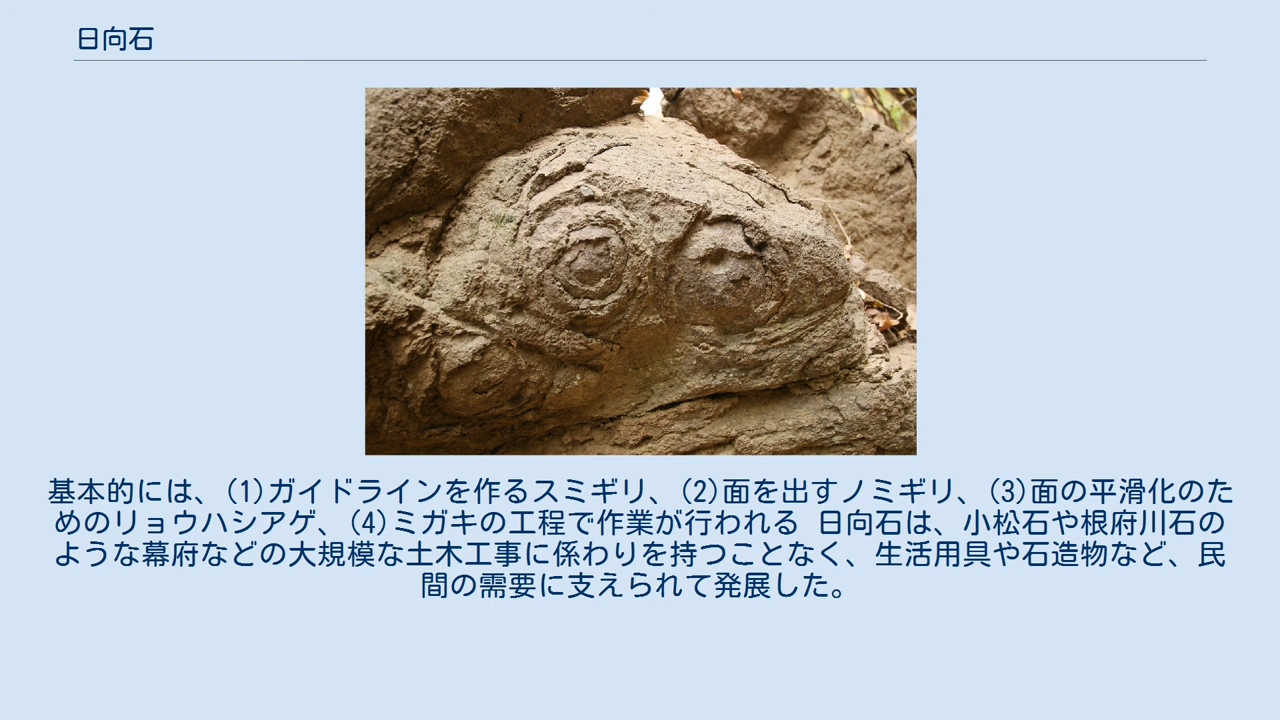 日向石
基本的には、(1)ガイドラインを作るスミギリ、(2)面を出すノミギリ、(3)面の平滑化のた
めのリョウハシアゲ、(4)ミガキの工程で作業が行われる 日向石は、小松石や根府川石の
ような幕府などの大規模な土木工事に係わりを持つことなく、生活用具や石造物など、民
間の需要に支えられて発展した。